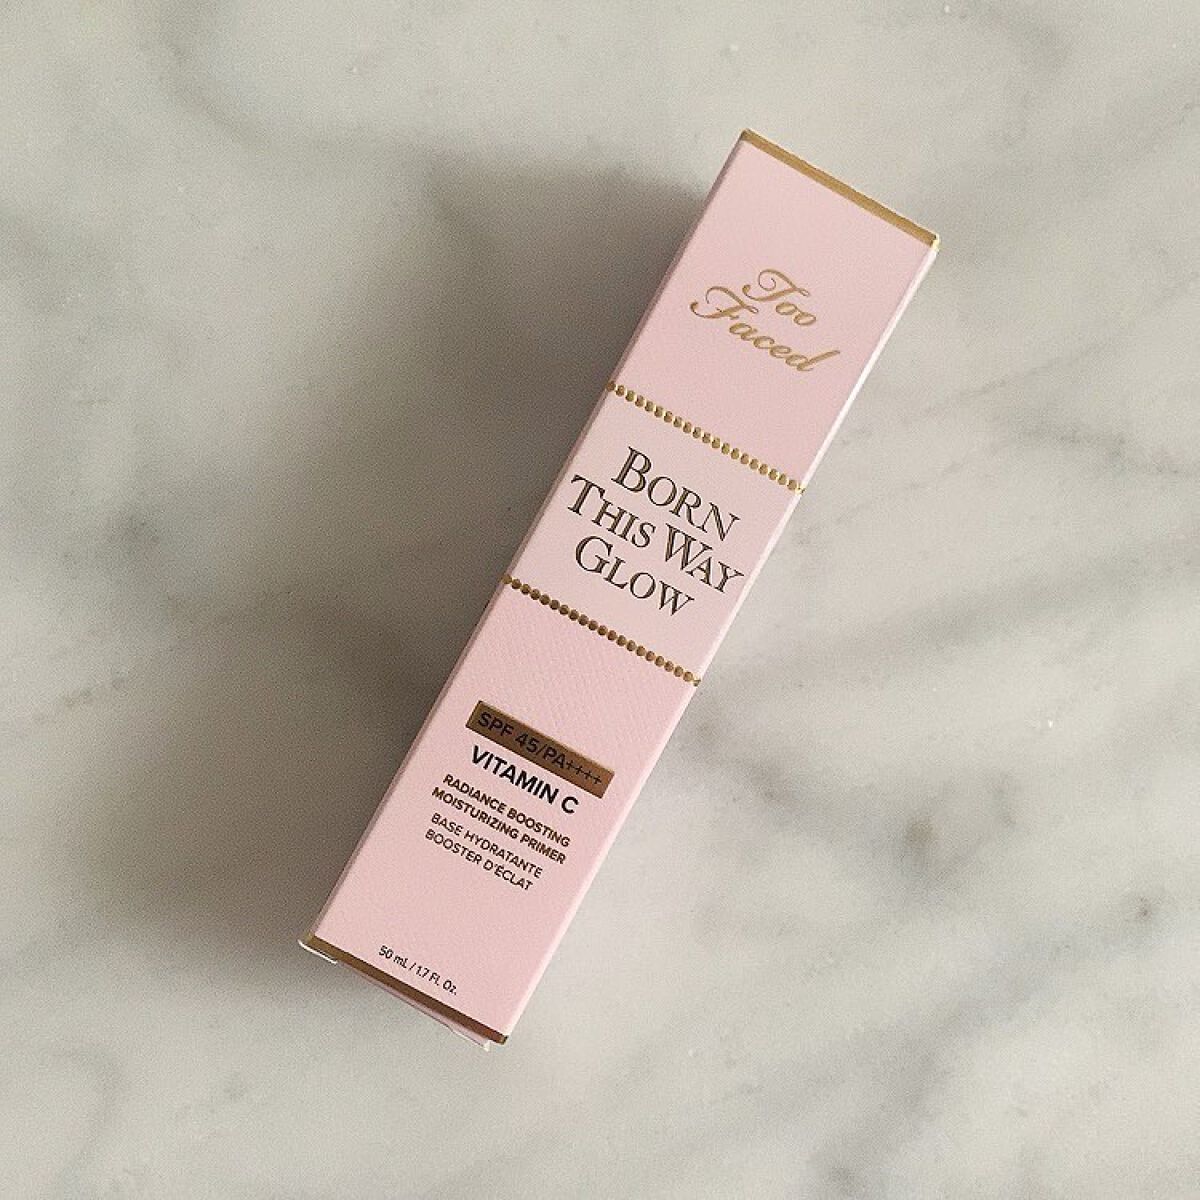 Too
Faced
BORN
THIS WAY
GLOW
SPF 45/PA++++
VITAMIN C
RADIANCE BOOSTING
MOISTURIZING PRIMER
BASE HYDRATANTE
BOOSTER D'ÉCLAT
50 mL / 1.7 Fl. Oz.